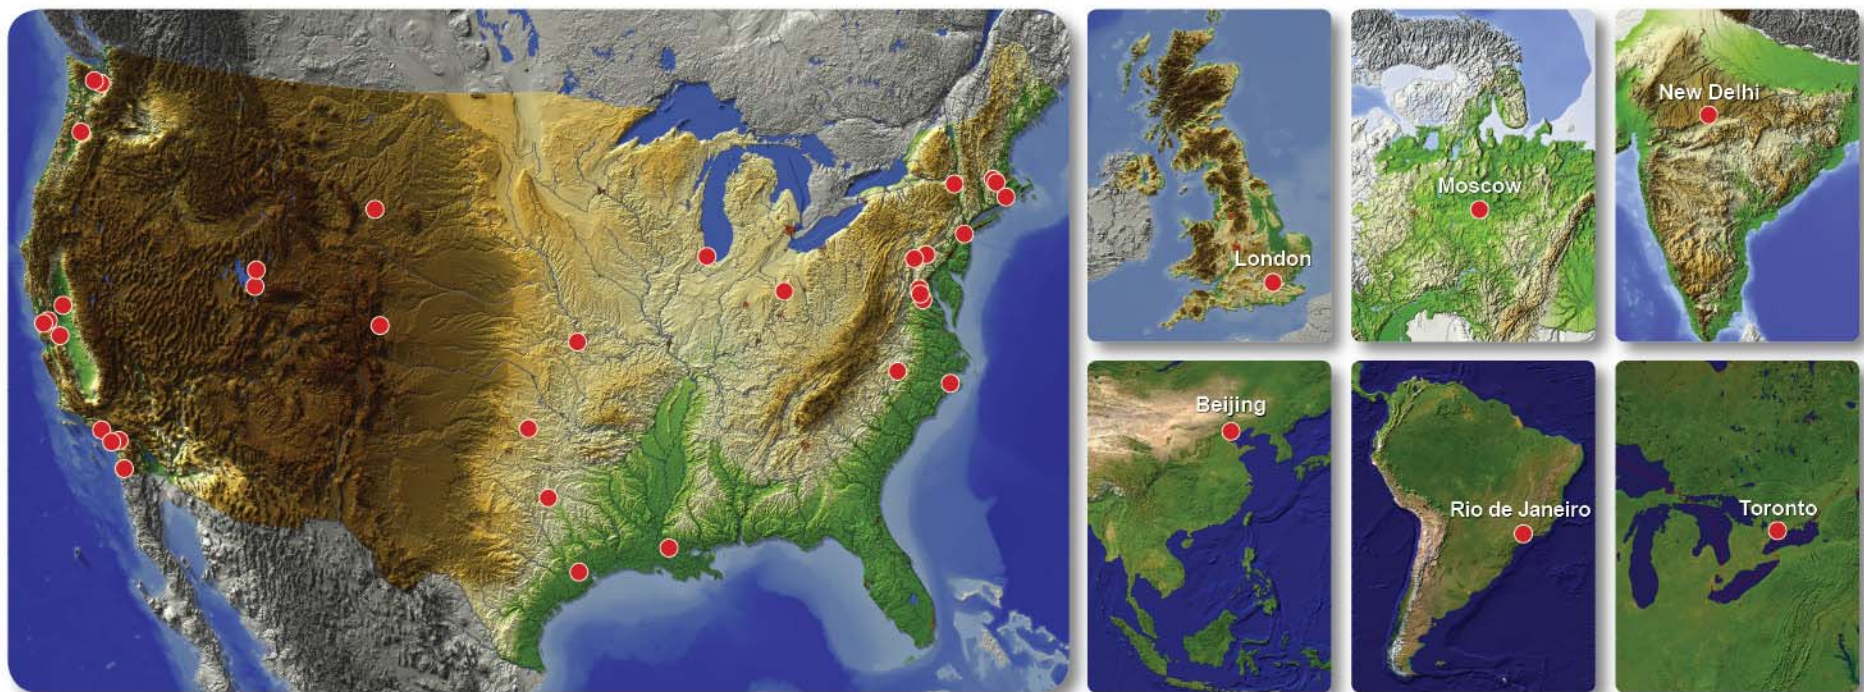 New Delhi
Moscow
London
Beijing
Rio de Janeiro
Toronto